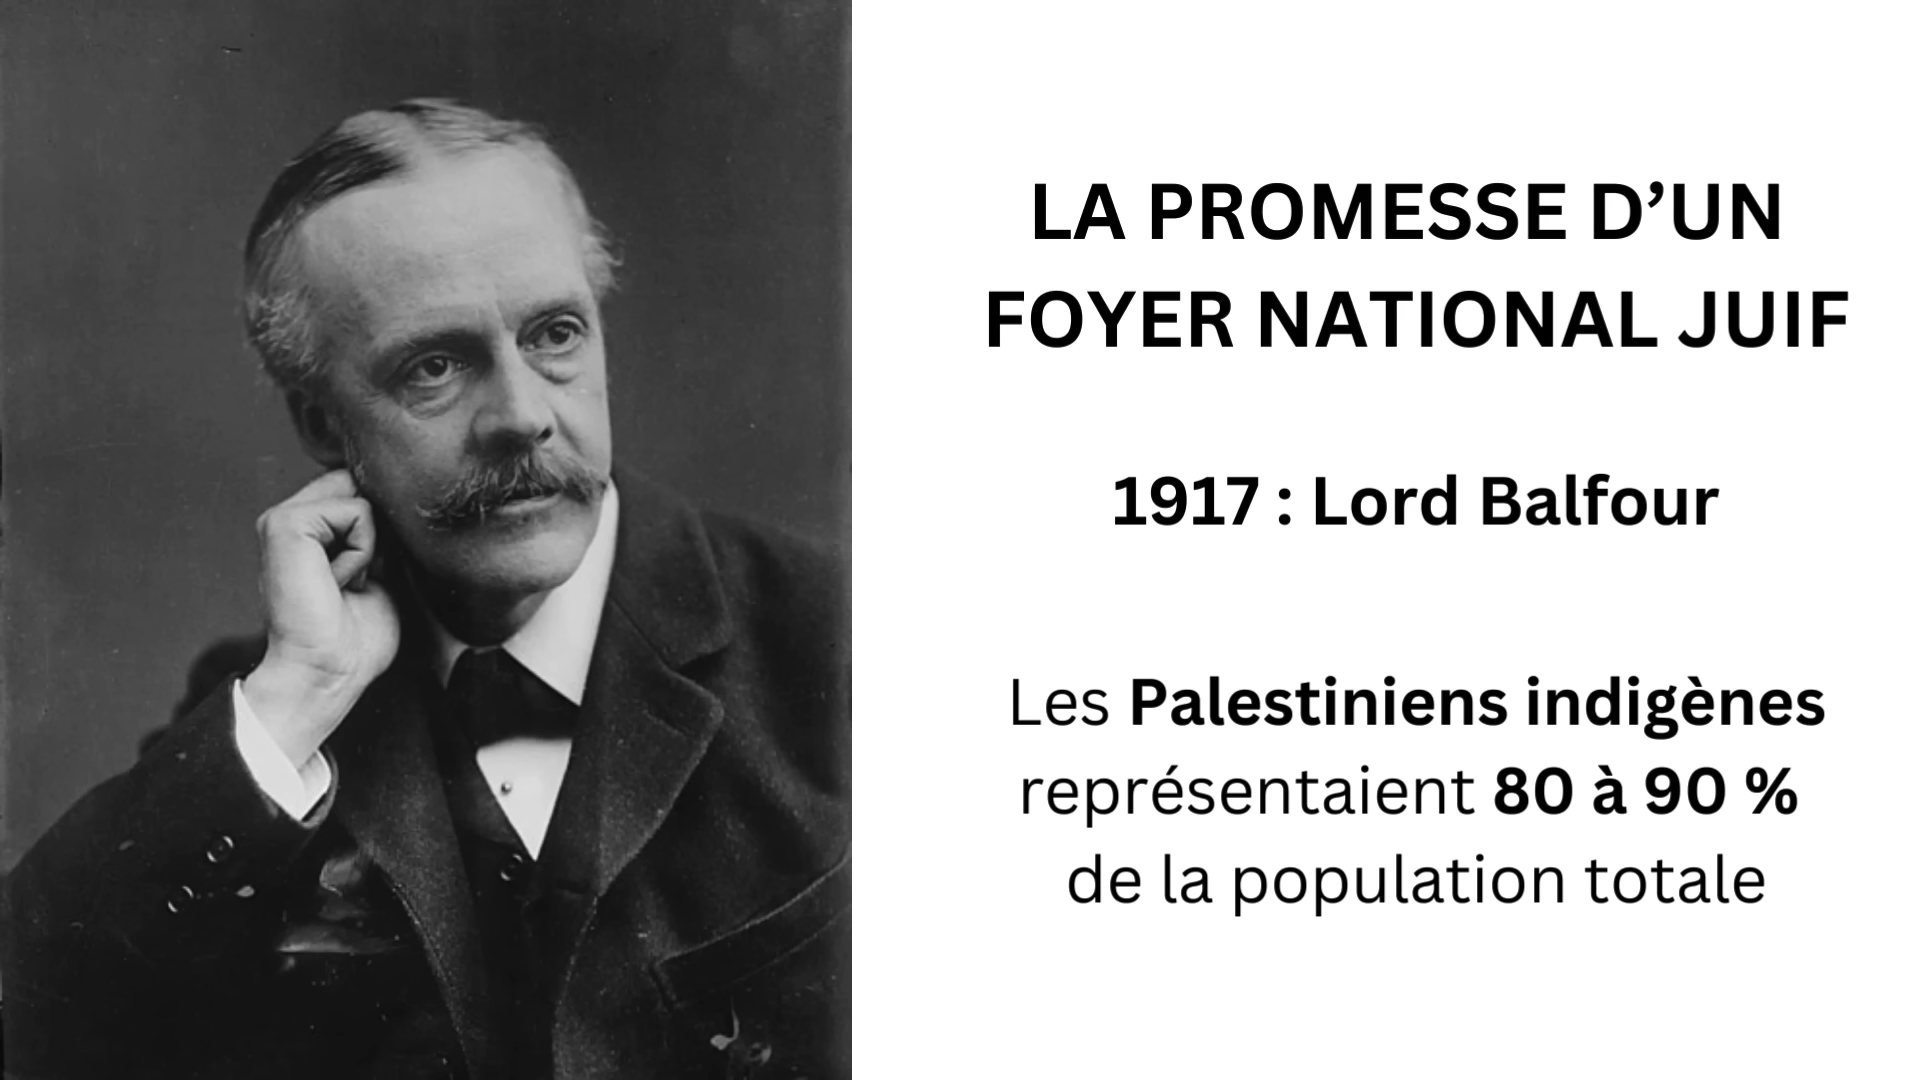 LA PROMESSE D’UN
FOYER NATIONAL JUIF
1917 : Lord Balfour
Les Palestiniens indigènes
représentaient 80 à 90 %
de la population totale